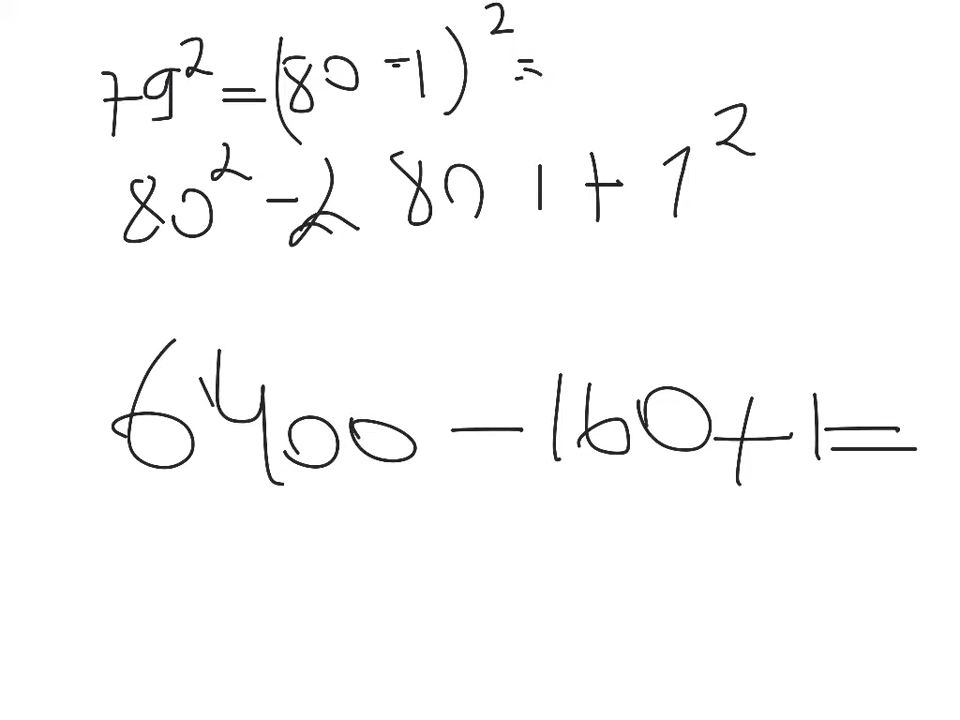 79² = (80 - 1)² =
80² - 2 80 1 + 1²
6400 - 160 + 1 =